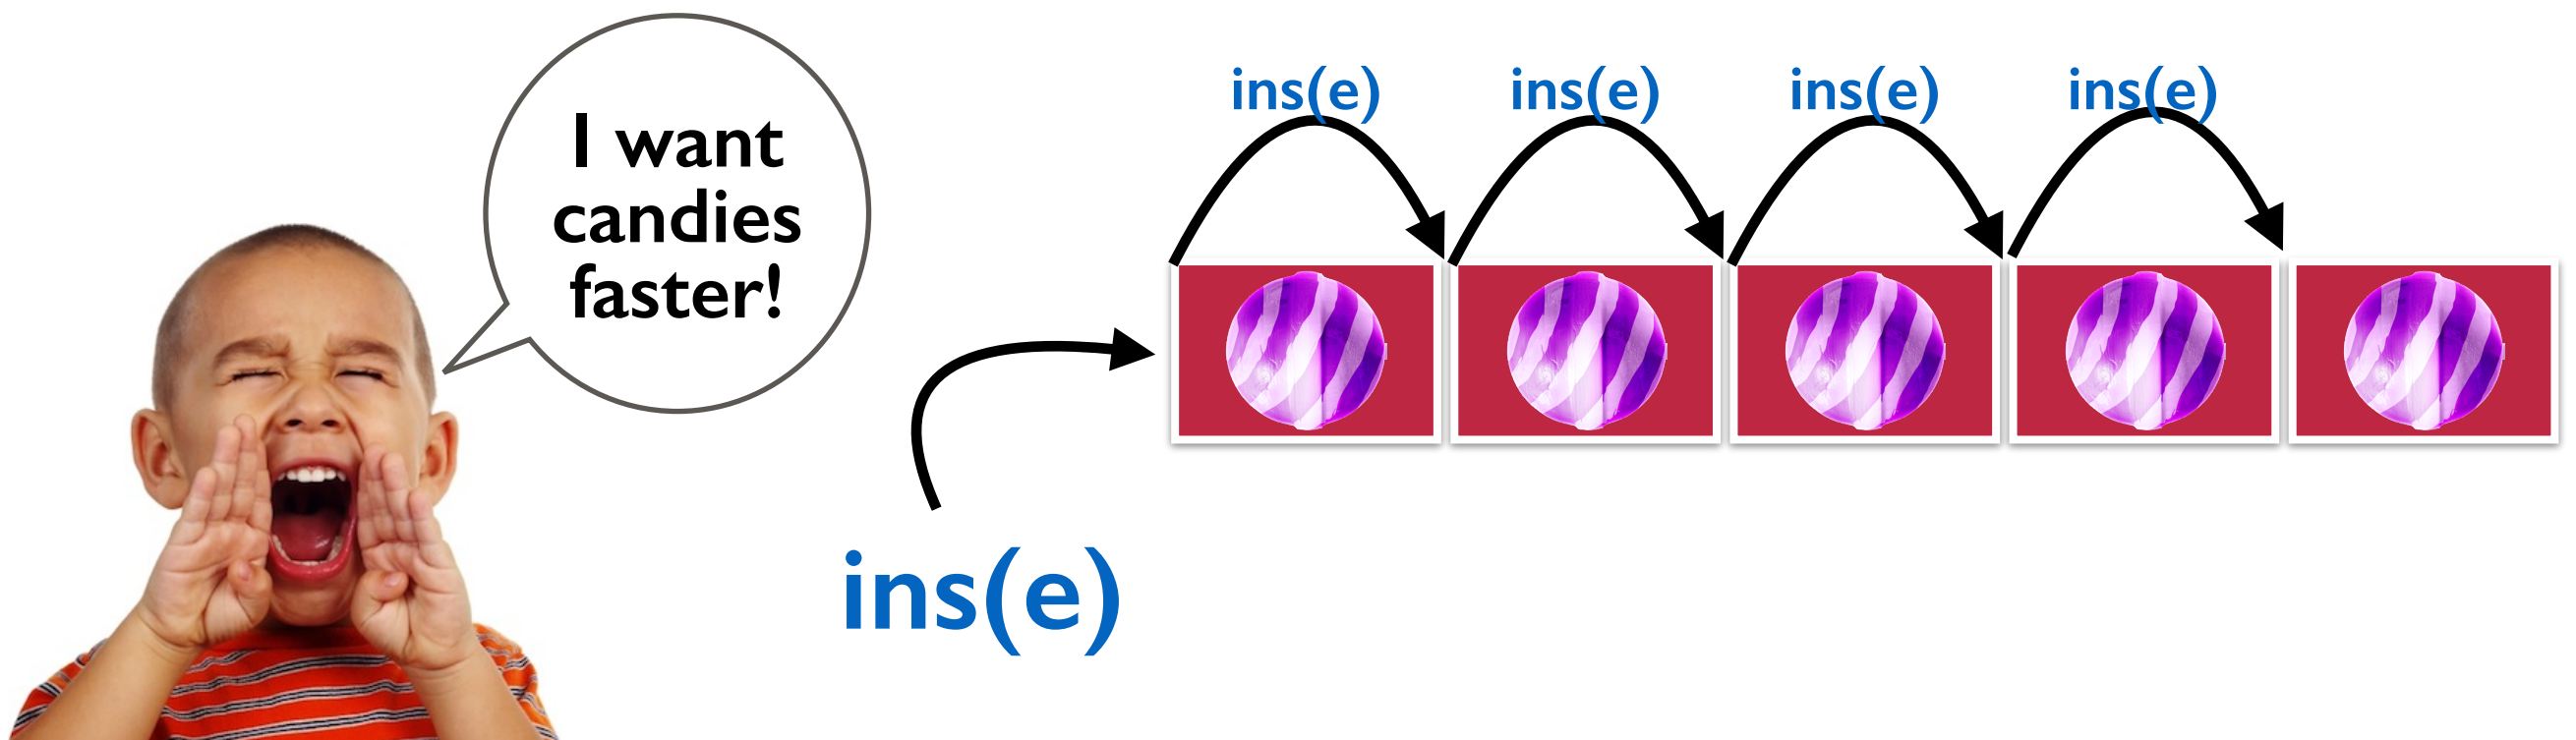 I want
candies
faster!
ins(e)
ins(e)
ins(e)
ins(e)
ins(e)